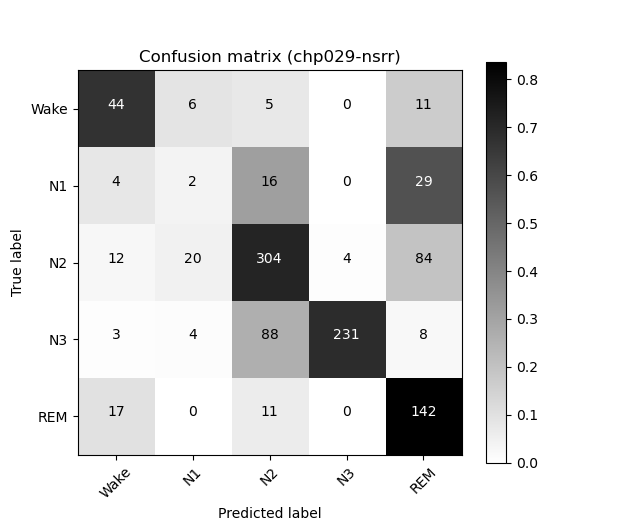 Confusion matrix (chp029-nsrr)
Wake 44 6 5 0 11
N1 4 2 16 0 29
N2 12 20 304 4 84
N3 3 4 88 231 8
REM 17 0 11 0 142
Wake N1 N2 N3 REM
Predicted label
True label
0.8
0.7
0.6
0.5
0.4
0.3
0.2
0.1
0.0